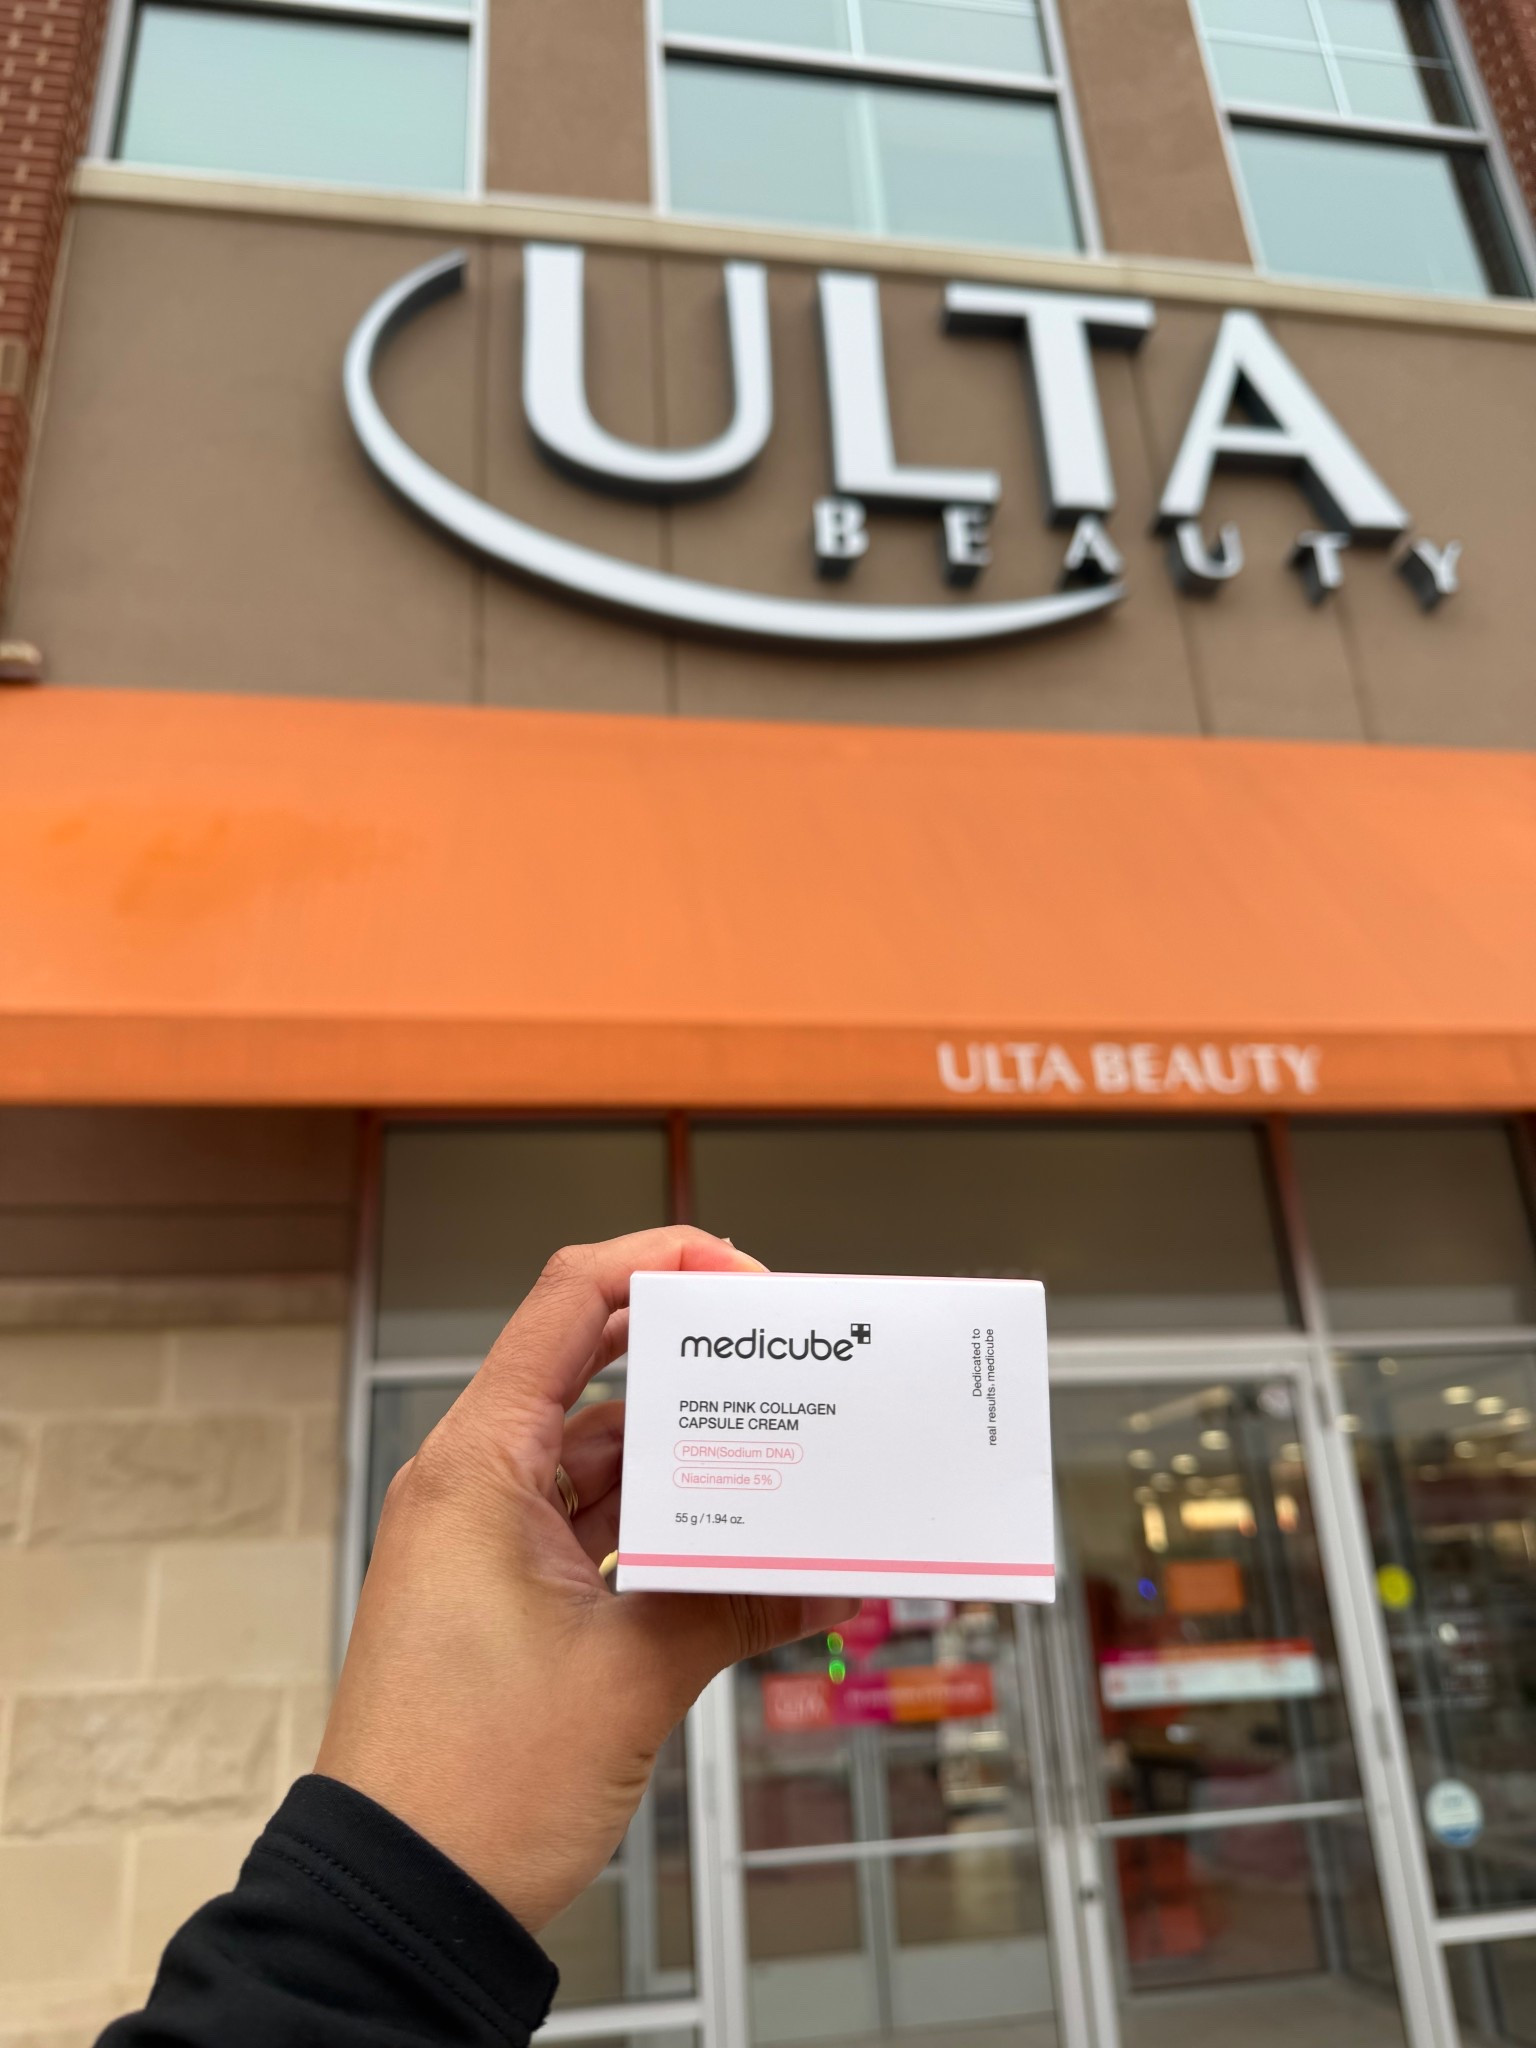 ULTA
BEAUTY
ULTA BEAUTY
medicube
PDRN PINK COLLAGEN
CAPSULE CREAM
PDRN(Sodium DNA)
Niacinamide 5%
55 g / 1.94 oz.
Dedicated to
real results, medicube